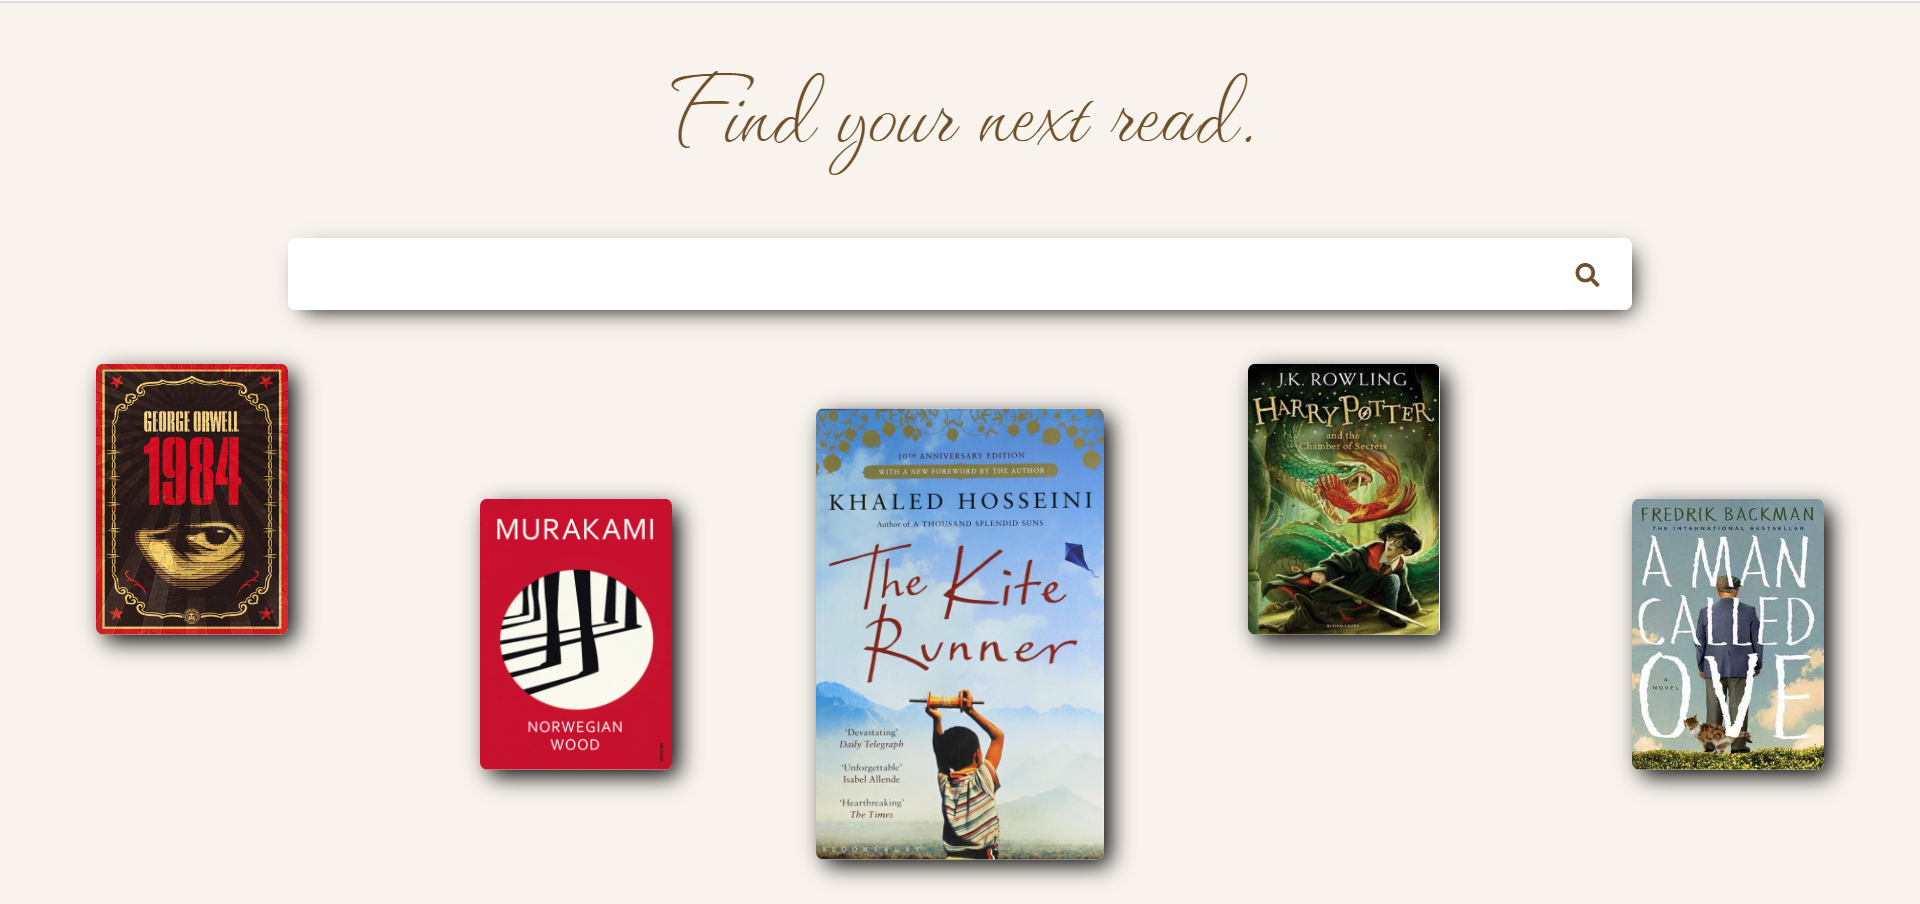 Find your next read.
GEORGE ORWELL
1984
MURAKAMI
NORWEGIAN
WOOD
10TH ANNIVERSARY EDITION
WITH A NEW FOREWORD BY THE AUTHOR
KHALED HOSSEINI
Author of A THOUSAND SPLENDID SUNS
The Kite
Runner
‘Devastating’
Daily Telegraph
‘Unforgettable’
Isabel Allende
‘Heartbreaking’
The Times
BLOOMSBURY
J.K. ROWLING
HARRY POTTER
and the
Chamber of Secrets
BLOOMSBURY
FREDRIK BACKMAN
THE INTERNATIONAL BESTSELLER
A MAN
CALLED
OVE
A
NOVEL